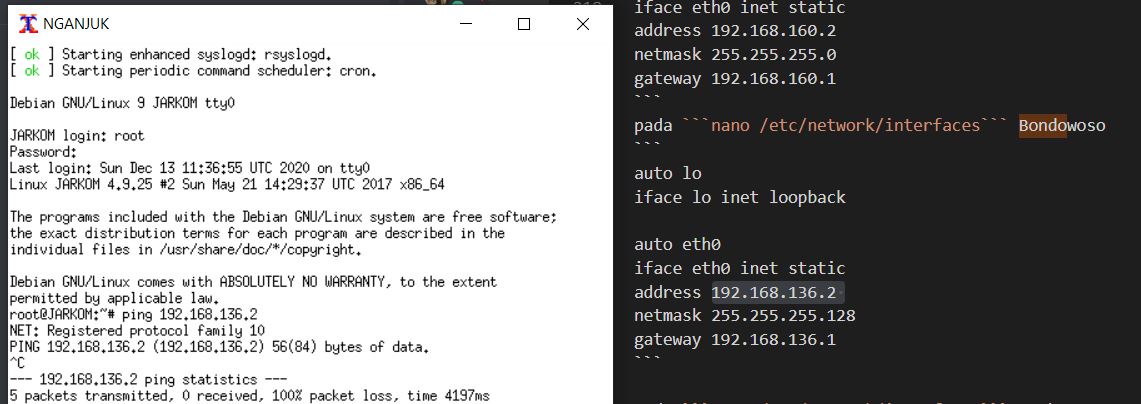 NGANJUK
[ ok ] Starting enhanced syslogd: rsyslogd.
[ ok ] Starting periodic command scheduler: cron.
Debian GNU/Linux 9 JARKOM tty0
JARKOM login: root
Password:
Last login: Sun Dec 13 11:36:55 UTC 2020 on tty0
Linux JARKOM 4.9.25 #2 Sun May 21 14:29:37 UTC 2017 x86_64
The programs included with the Debian GNU/Linux system are free software;
the exact distribution terms for each program are described in the
individual files in /usr/share/doc/*/copyright.
Debian GNU/Linux comes with ABSOLUTELY NO WARRANTY, to the extent
permitted by applicable law.
root@JARKOM:~# ping 192.168.136.2
NET: Registered protocol family 10
PING 192.168.136.2 (192.168.136.2) 56(84) bytes of data.
^C
--- 192.168.136.2 ping statistics ---
5 packets transmitted, 0 received, 100% packet loss, time 4197ms
iface eth0 inet static
address 192.168.160.2
netmask 255.255.255.0
gateway 192.168.160.1
```
pada ```nano /etc/network/interfaces``` Bondowoso
```
auto lo
iface lo inet loopback
auto eth0
iface eth0 inet static
address 192.168.136.2
netmask 255.255.255.128
gateway 192.168.136.1
```